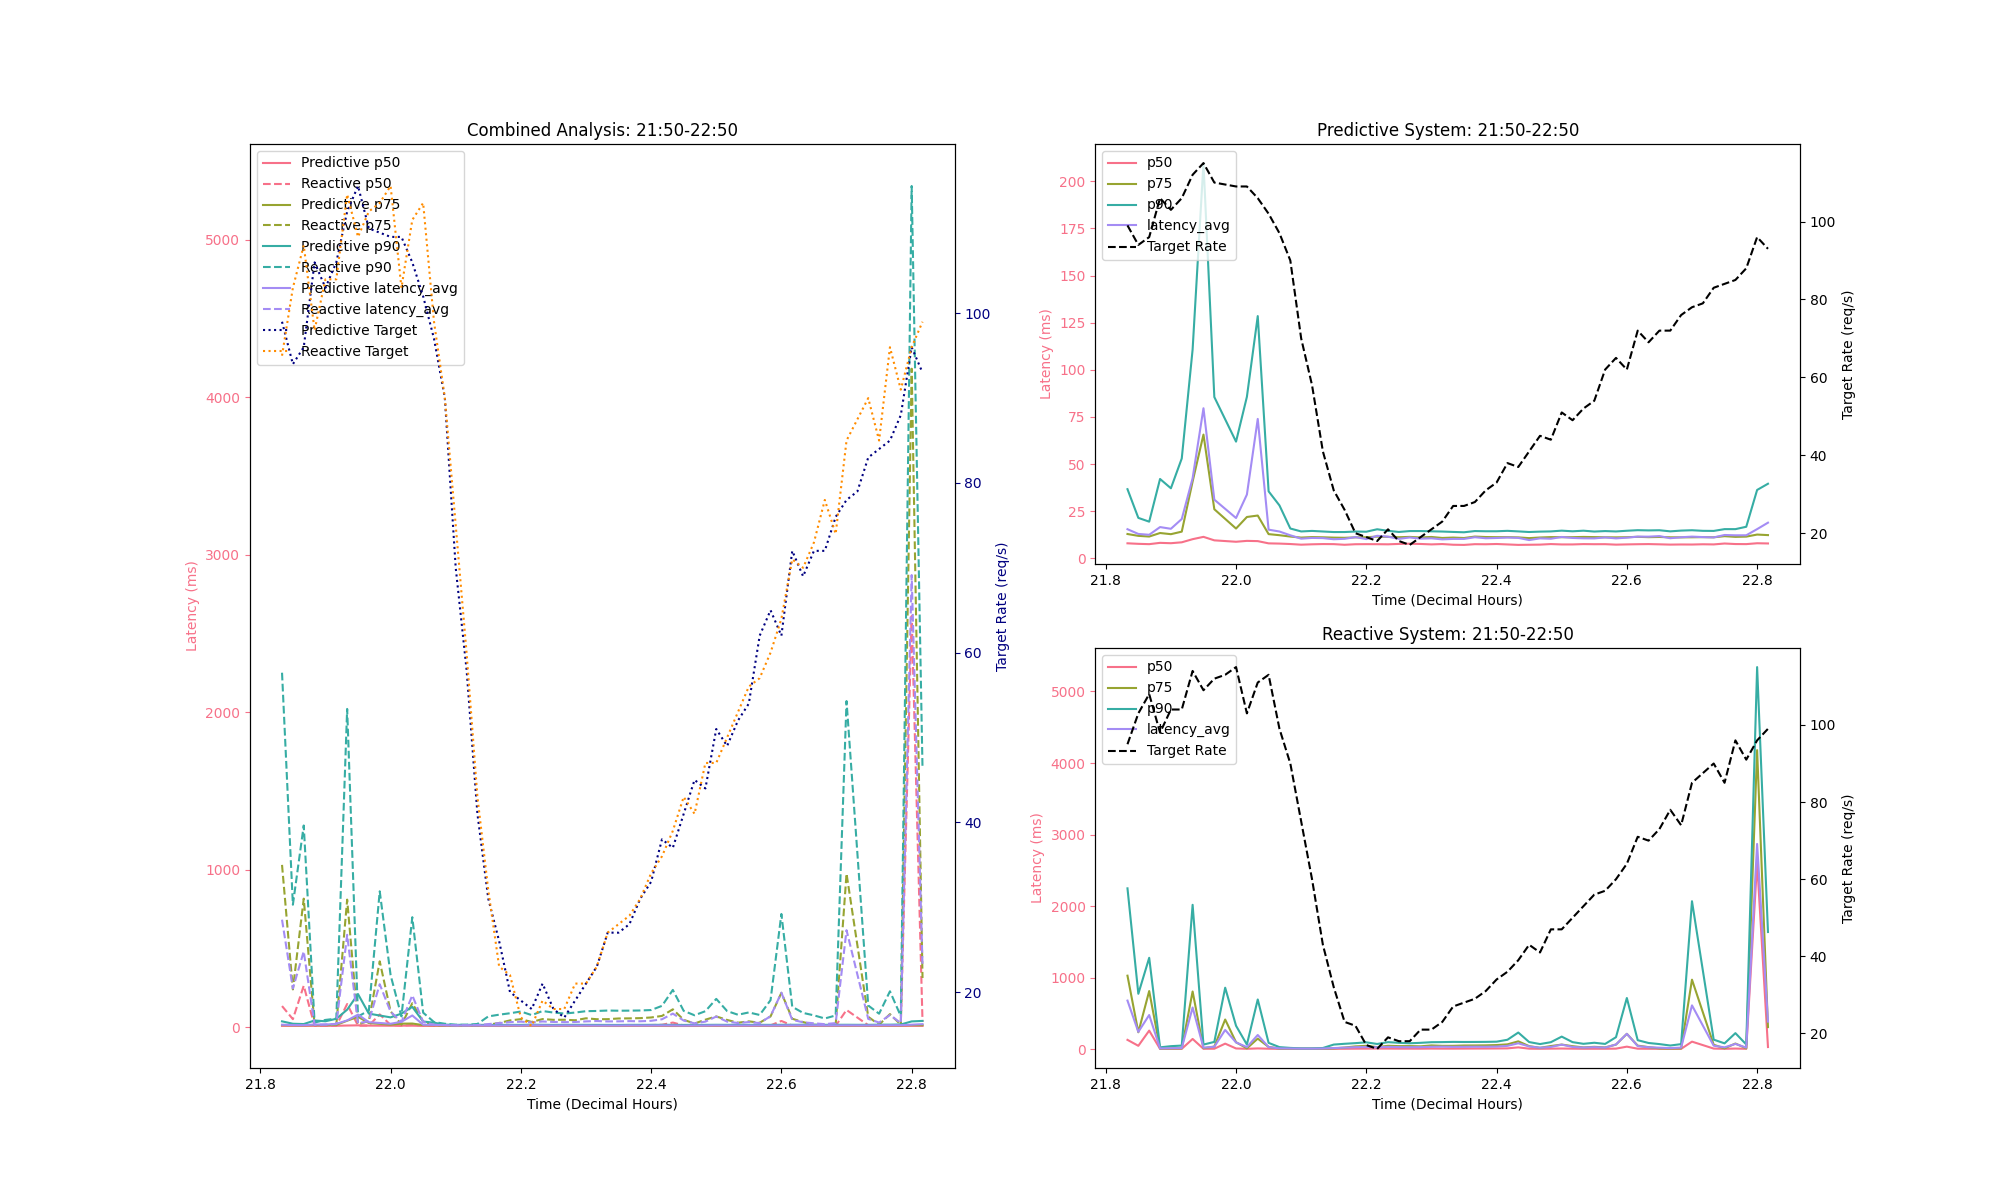 Combined Analysis: 21:50-22:50
Predictive p50
Reactive p50
Predictive p75
Reactive p75
Predictive p90
Reactive p90
Predictive latency_avg
Reactive latency_avg
Predictive Target
Reactive Target
5000
4000
3000
2000
1000
0
Latency (ms)
100
80
60
40
20
Target Rate (req/s)
21.8 22.0 22.2 22.4 22.6 22.8
Time (Decimal Hours)
Predictive System: 21:50-22:50
p50
p75
p90
latency_avg
Target Rate
200
175
150
125
100
75
50
25
0
Latency (ms)
100
80
60
40
20
Target Rate (req/s)
21.8 22.0 22.2 22.4 22.6 22.8
Time (Decimal Hours)
Reactive System: 21:50-22:50
p50
p75
p90
latency_avg
Target Rate
5000
4000
3000
2000
1000
0
Latency (ms)
100
80
60
40
20
Target Rate (req/s)
21.8 22.0 22.2 22.4 22.6 22.8
Time (Decimal Hours)